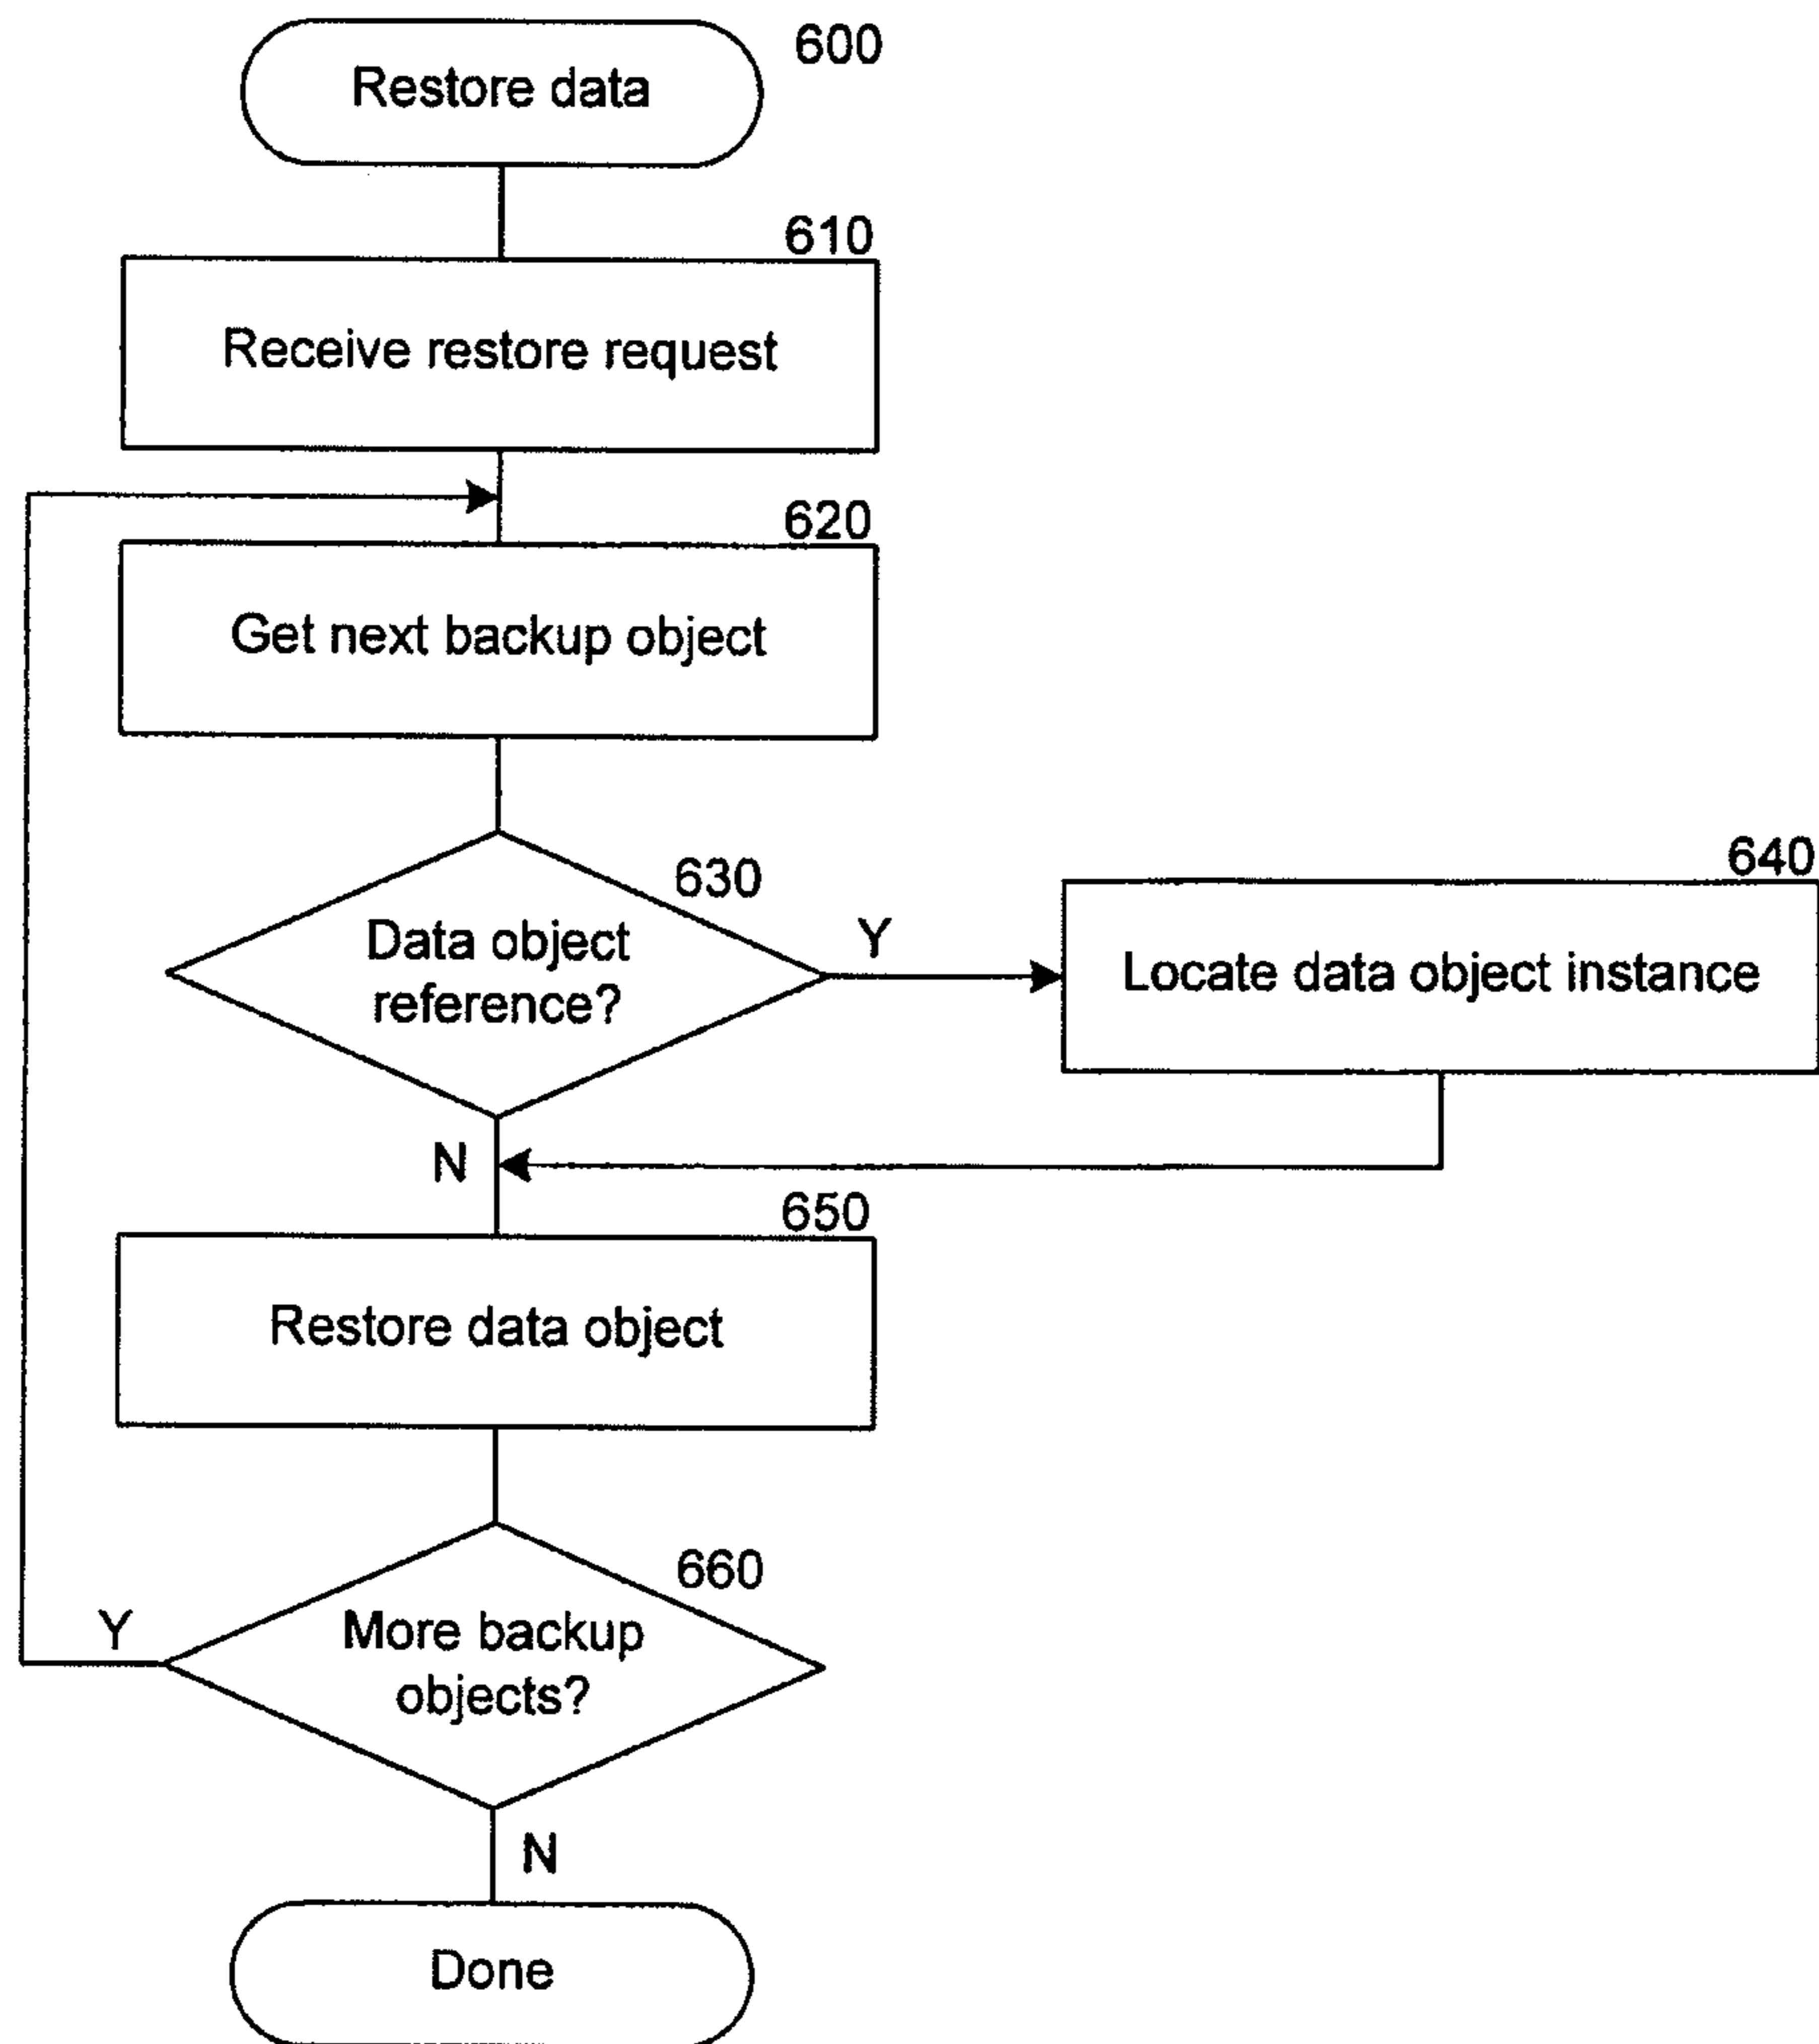 Restore data
600
610
Receive restore request
620
Get next backup object
630
Data object
reference?
Y
640
Locate data object instance
N
650
Restore data object
660
More backup
objects?
Y
N
Done